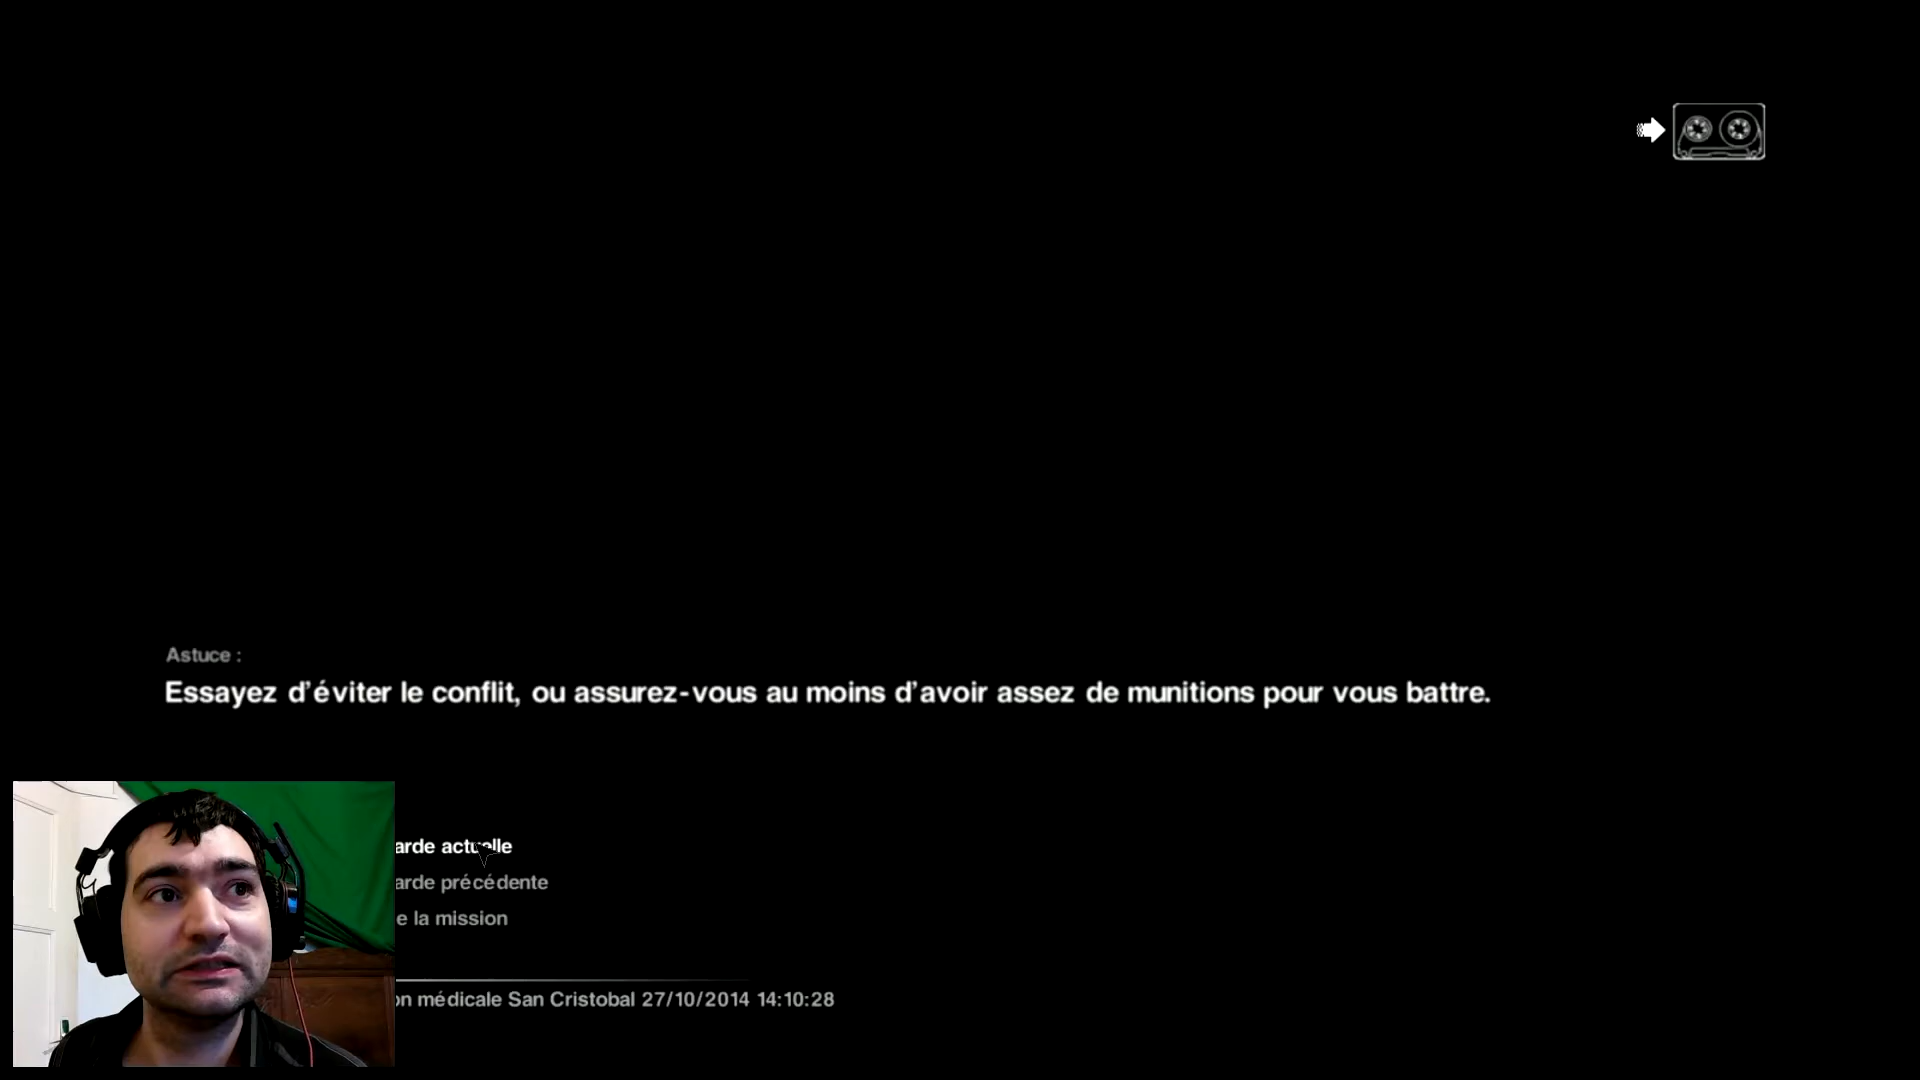 Astuce :
Essayez d'éviter le conflit, ou assurez-vous au moins d'avoir assez de munitions pour vous battre.
arde actuelle
arde précédente
e la mission
on médicale San Cristobal 27/10/2014 14:10:28